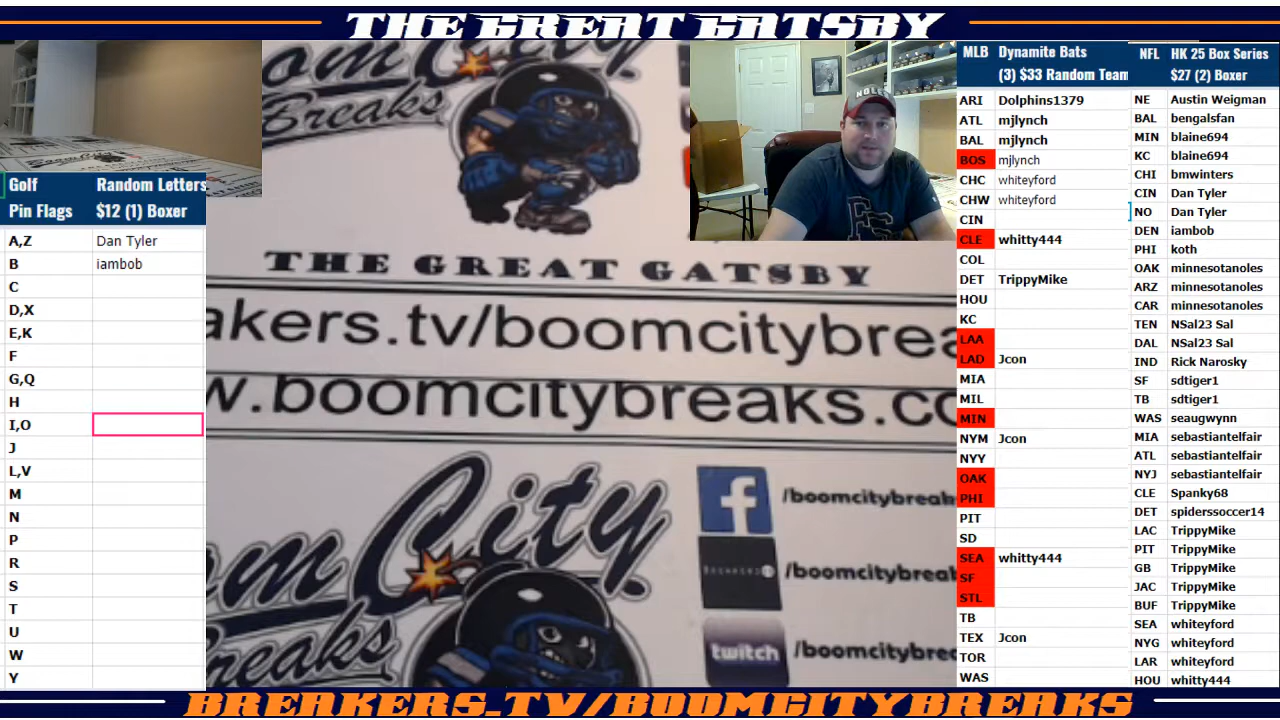 THE GREAT GATSBY
Golf Random Letters
Pin Flags $12 (1) Boxer
A,Z Dan Tyler
B iambob
C
D,X
E,K
F
G,Q
H
I,O
J
L,V
M
N
P
R
S
T
U
W
Y
om City
Breaks
THE GREAT GATSBY
akers.tv/boomcitybrea
w.boomcitybreaks.co
om City
reaks
/boomcitybreak
/boomcitybreak
twitch /boomcitybreak
MLB Dynamite Bats
(3) $33 Random Team
ARI Dolphins1379
ATL mjlynch
BAL mjlynch
BOS mjlynch
CHC whiteyford
CHW whiteyford
CIN
CLE whitty444
COL
DET TrippyMike
HOU
KC
LAA
LAD Jcon
MIA
MIL
MIN
NYM Jcon
NYY
OAK
PHI
PIT
SD
SEA whitty444
SF
STL
TB
TEX Jcon
TOR
WAS
NFL HK 25 Box Series
$27 (2) Boxer
NE Austin Weigman
BAL bengalsfan
MIN blaine694
KC blaine694
CHI bmwinters
CIN Dan Tyler
NO Dan Tyler
DEN iambob
PHI koth
OAK minnesotanoles
ARZ minnesotanoles
CAR minnesotanoles
TEN NSal23 Sal
DAL NSal23 Sal
IND Rick Narosky
SF sdtiger1
TB sdtiger1
WAS seaugwynn
MIA sebastiantelfair
ATL sebastiantelfair
NYJ sebastiantelfair
CLE Spanky68
DET spiderssoccer14
LAC TrippyMike
PIT TrippyMike
GB TrippyMike
JAC TrippyMike
BUF TrippyMike
SEA whiteyford
NYG whiteyford
LAR whiteyford
HOU whitty444
BREAKERS.TV/BOOMCITYBREAKS